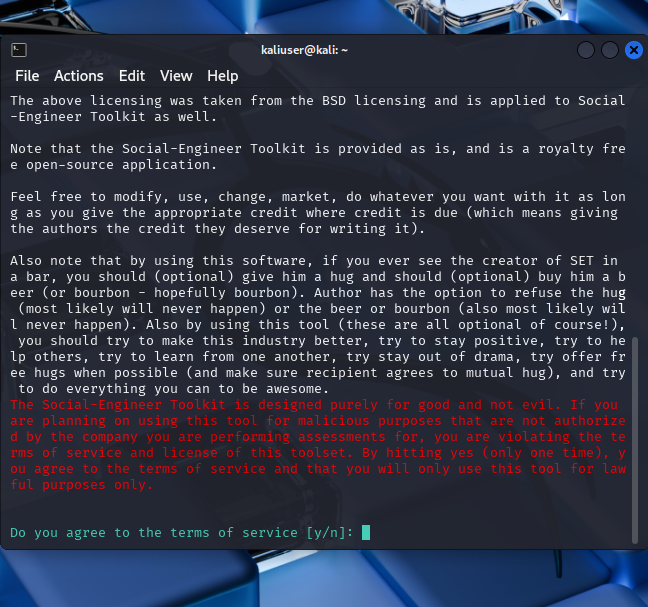 kaliuser@kali: ~
File Actions Edit View Help
The above licensing was taken from the BSD licensing and is applied to Social
-Engineer Toolkit as well.
Note that the Social-Engineer Toolkit is provided as is, and is a royalty fre
e open-source application.
Feel free to modify, use, change, market, do whatever you want with it as lon
g as you give the appropriate credit where credit is due (which means giving
the authors the credit they deserve for writing it).
Also note that by using this software, if you ever see the creator of SET in
a bar, you should (optional) give him a hug and should (optional) buy him a b
eer (or bourbon - hopefully bourbon). Author has the option to refuse the hug
(most likely will never happen) or the beer or bourbon (also most likely wil
l never happen). Also by using this tool (these are all optional of course!),
you should try to make this industry better, try to stay positive, try to he
lp others, try to learn from one another, try stay out of drama, try offer fr
ee hugs when possible (and make sure recipient agrees to mutual hug), and try
to do everything you can to be awesome.
The Social-Engineer Toolkit is designed purely for good and not evil. If you
are planning on using this tool for malicious purposes that are not authorize
d by the company you are performing assessments for, you are violating the te
rms of service and license of this toolset. By hitting yes (only one time), y
ou agree to the terms of service and that you will only use this tool for law
ful purposes only.
Do you agree to the terms of service [y/n]: